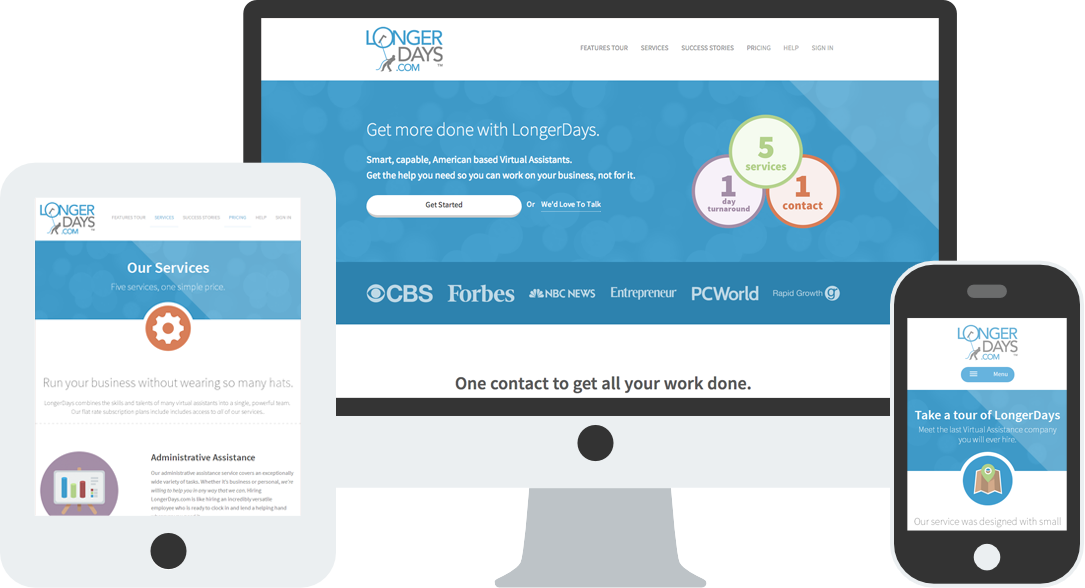 LONGER
DAYS
.COM
TM
FEATURES TOUR
SERVICES
SUCCESS STORIES
PRICING
HELP
SIGN IN
Get more done with LongerDays.
Smart, capable, American based Virtual Assistants.
Get the help you need so you can work on your business, not for it.
Get Started
Or We'd Love To Talk
5
services
1
day
turnaround
1
contact
CBS
Forbes
NBC NEWS
Entrepreneur
PCWorld
Rapid Growth g
One contact to get all your work done.
LONGER
DAYS
.COM
FEATURES TOUR
SERVICES
SUCCESS STORIES
PRICING
HELP
SIGN IN
Our Services
Five services, one simple price.
Run your business without wearing so many hats.
LongerDays combines the skills and talents of many virtual assistants into a single, powerful team.
Our flat rate subscription plans include includes access to all of our services.
Administrative Assistance
Our administrative assistance service covers an exceptionally
wide variety of tasks. Whether it's business or personal, we're
willing to help you in any way that we can. Hiring
LongerDays.com is like hiring an incredibly versatile
employee who is ready to clock in and lend a helping hand
LONGER
DAYS
.COM
Menu
Take a tour of LongerDays
Meet the last Virtual Assistance company
you will ever hire.
Our service was designed with small